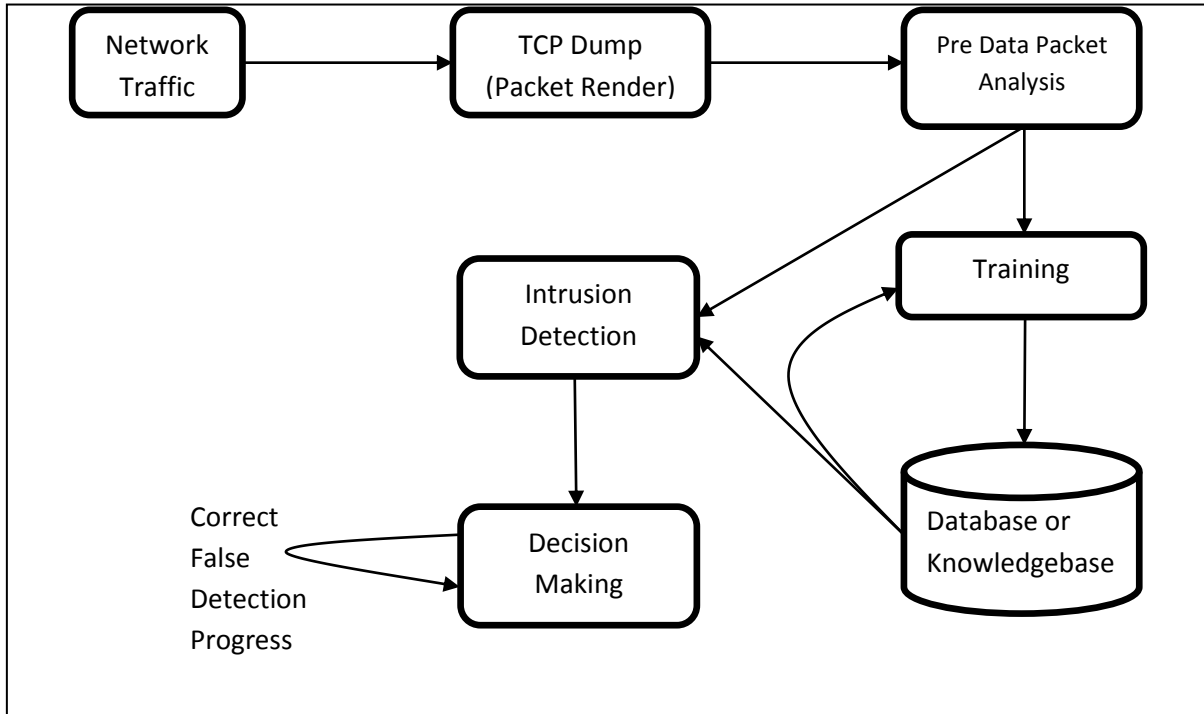 Network
Traffic
TCP Dump
(Packet Render)
Pre Data Packet
Analysis
Intrusion
Detection
Training
Correct
False
Detection
Progress
Decision
Making
Database or
Knowledgebase